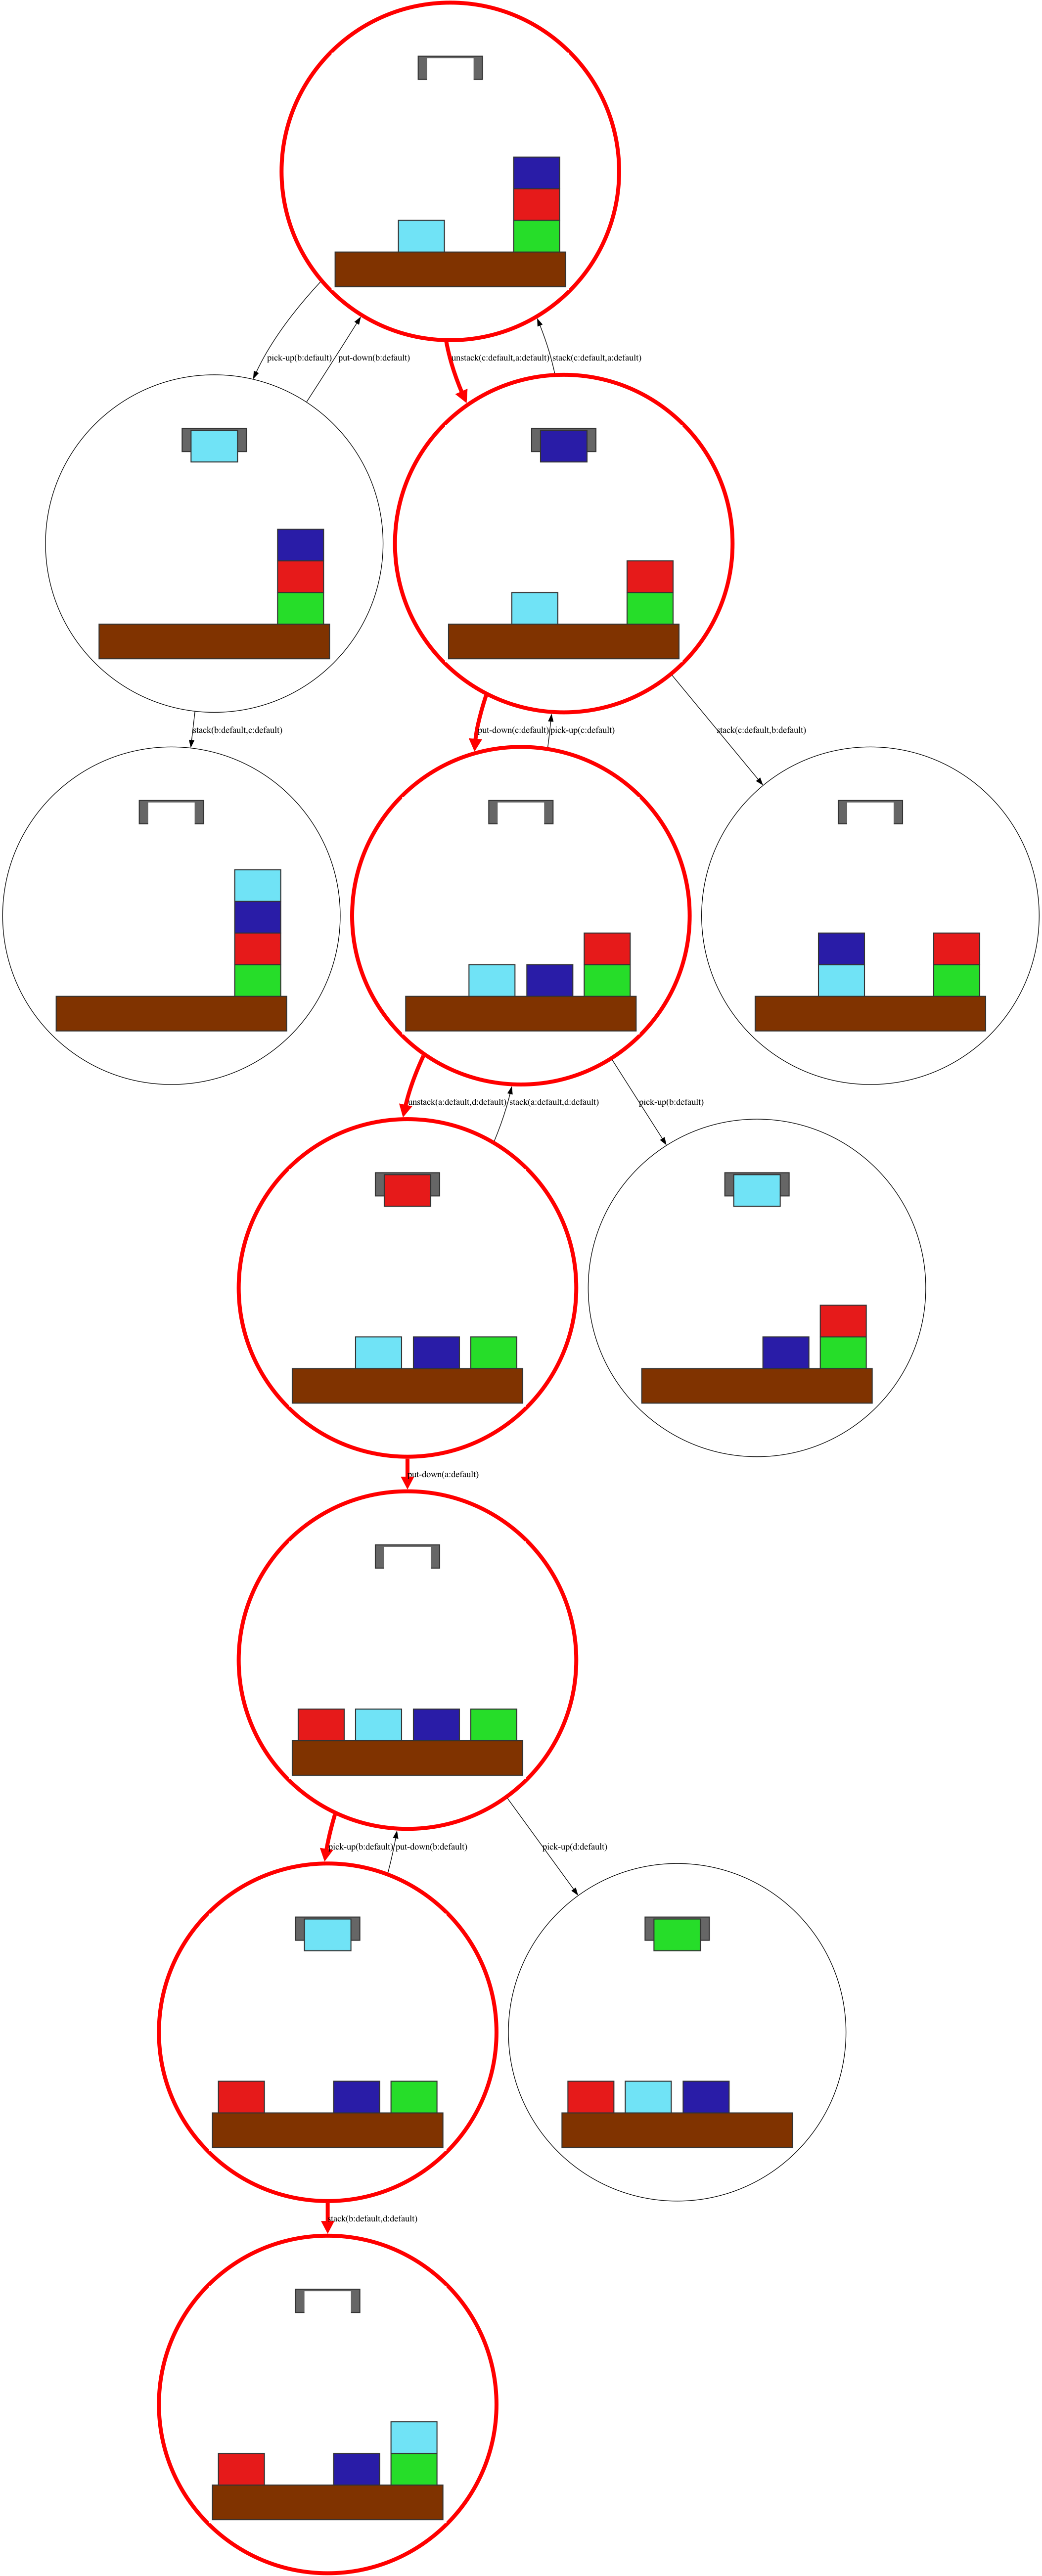 pick-up(b:default)
put-down(b:default)
unstack(c:default,a:default)
stack(c:default,a:default)
stack(b:default,c:default)
put-down(c:default)
pick-up(c:default)
stack(c:default,b:default)
unstack(a:default,d:default)
stack(a:default,d:default)
pick-up(b:default)
put-down(a:default)
pick-up(b:default)
put-down(b:default)
pick-up(d:default)
stack(b:default,d:default)